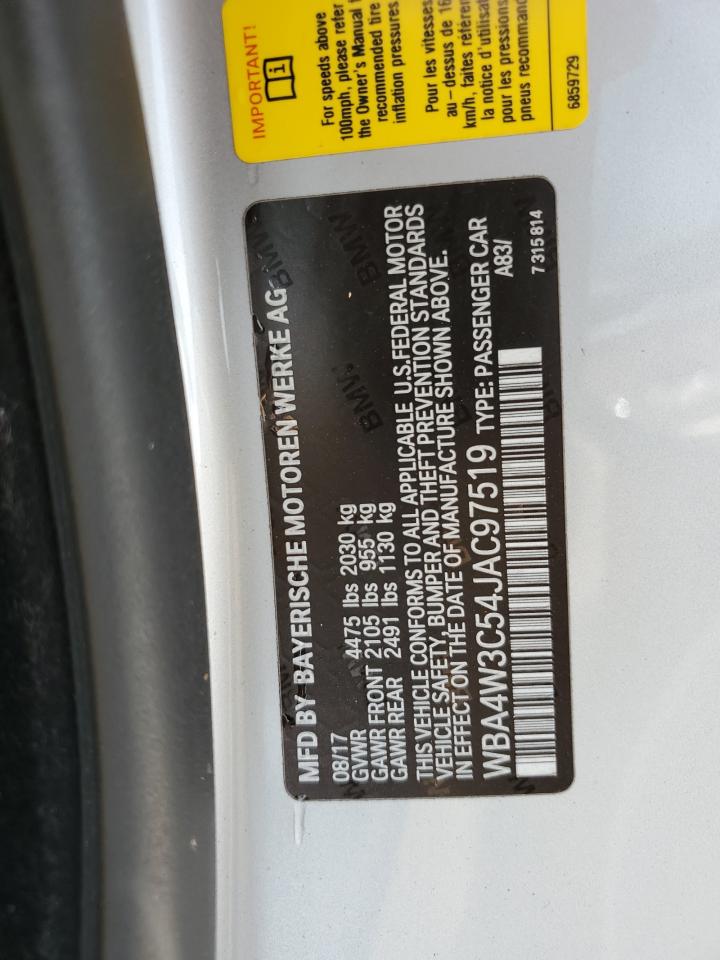 IMPORTANT!
For speeds above
100mph, please refer
the Owner's Manual
recommended tire
inflation pressures
Pour les vitesses
au-dessus de 16
km/h, faites référen
la notice d'utilisat
pour les pressions
pneus recommand
6859729
MFD BY BAYERISCHE MOTOREN WERKE AG
08/17
GVWR 4475 lbs 2030 kg
GAWR FRONT 2105 lbs 955 kg
GAWR REAR 2491 lbs 1130 kg
THIS VEHICLE CONFORMS TO ALL APPLICABLE U.S.FEDERAL MOTOR
VEHICLE SAFETY, BUMPER AND THEFT PREVENTION STANDARDS
IN EFFECT ON THE DATE OF MANUFACTURE SHOWN ABOVE.
WBA4W3C54JAC97519 TYPE: PASSENGER CAR
A83/
7315814